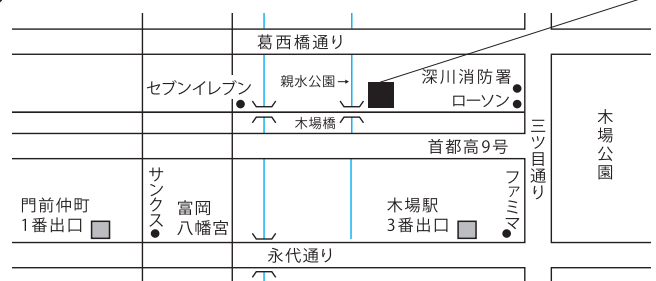 葛西橋通り
セブンイレブン
親水公園→
深川消防署
ローソン
木場橋
首都高9号
三ツ目通り
木場公園
門前仲町
1番出口
サンクス
富岡
八幡宮
木場駅
3番出口
ファミマ
永代通り